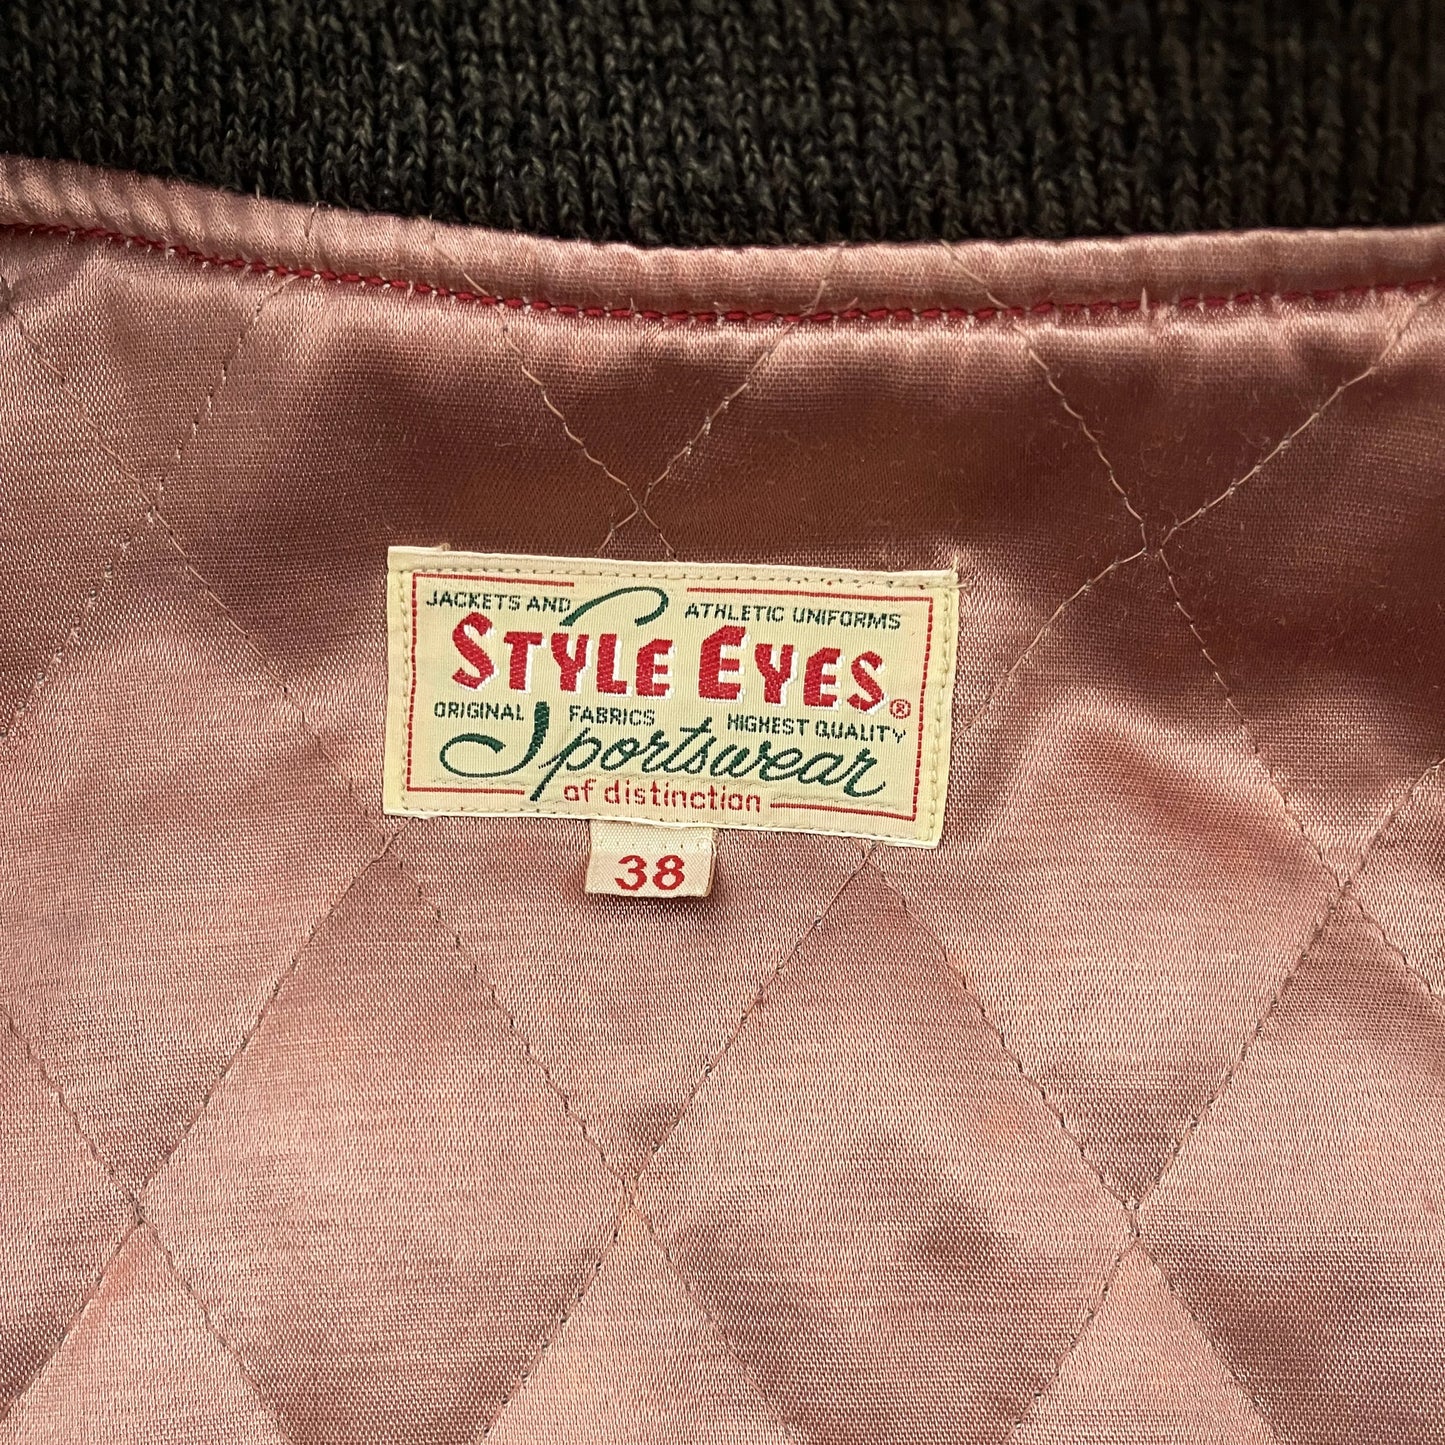 JACKETS AND ATHLETIC UNIFORMS
STYLE EYES®
ORIGINAL FABRICS HIGHEST QUALITY
Sportswear
of distinction
38